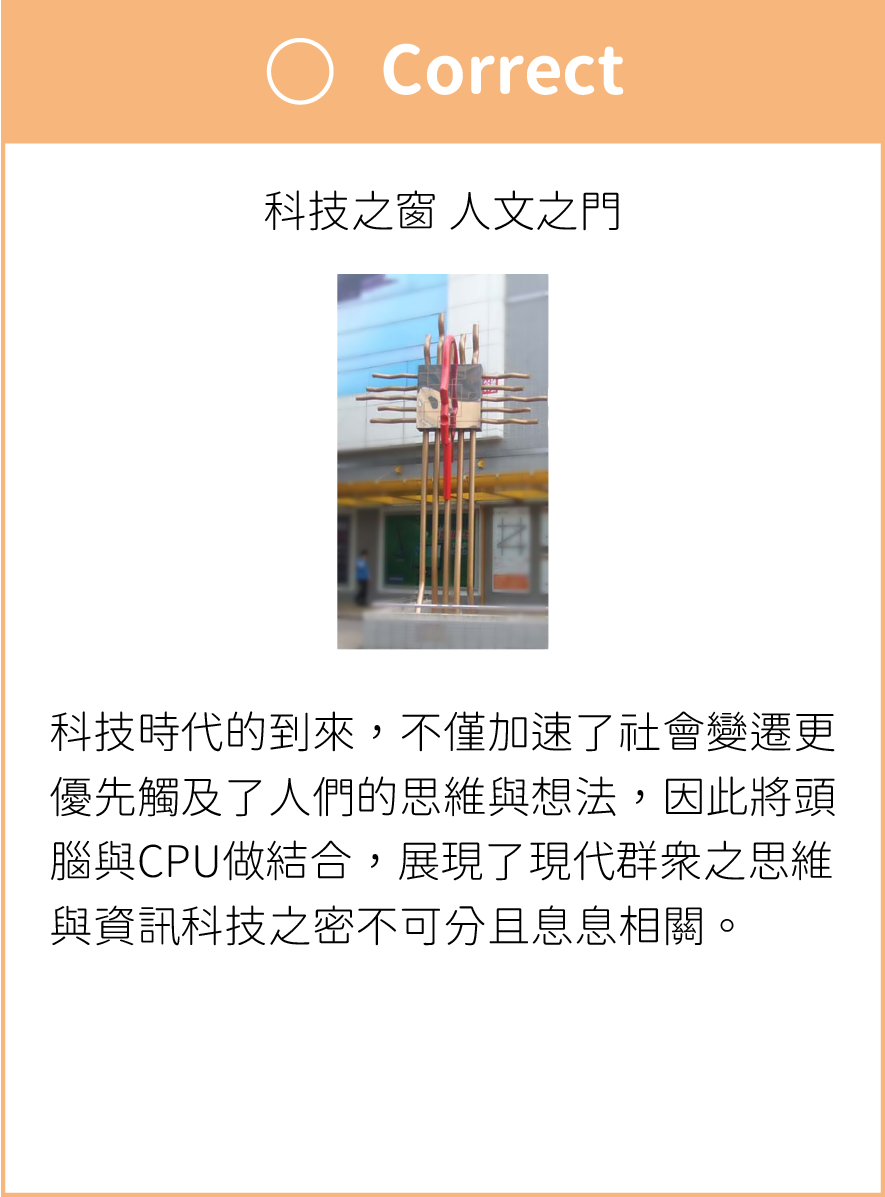 Correct
科技之窗 人文之門
科技時代的到來，不僅加速了社會變遷更
優先觸及了人們的思維與想法，因此將頭
腦與CPU做結合，展現了現代群衆之思維
與資訊科技之密不可分且息息相關。